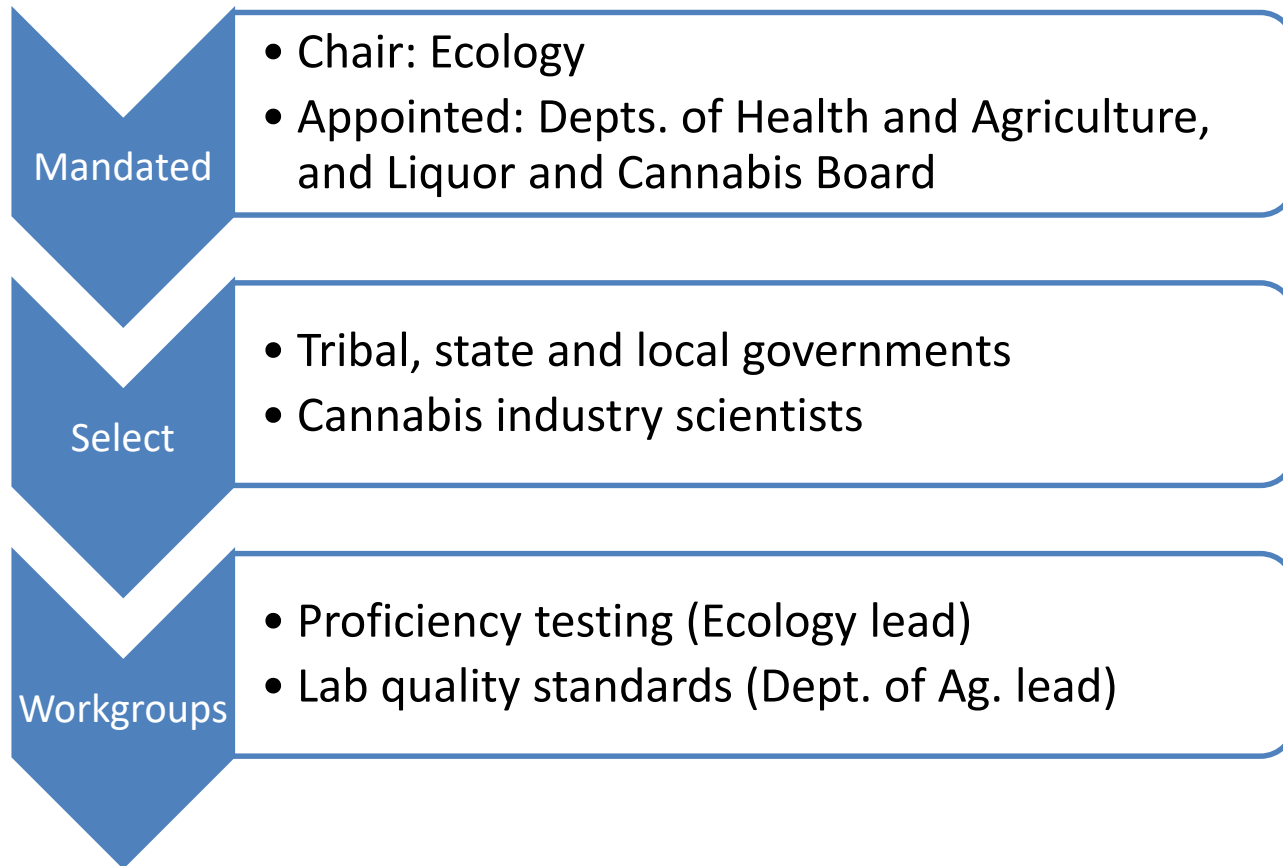 Mandated
• Chair: Ecology
• Appointed: Depts. of Health and Agriculture,
and Liquor and Cannabis Board
Select
• Tribal, state and local governments
• Cannabis industry scientists
Workgroups
• Proficiency testing (Ecology lead)
• Lab quality standards (Dept. of Ag. lead)